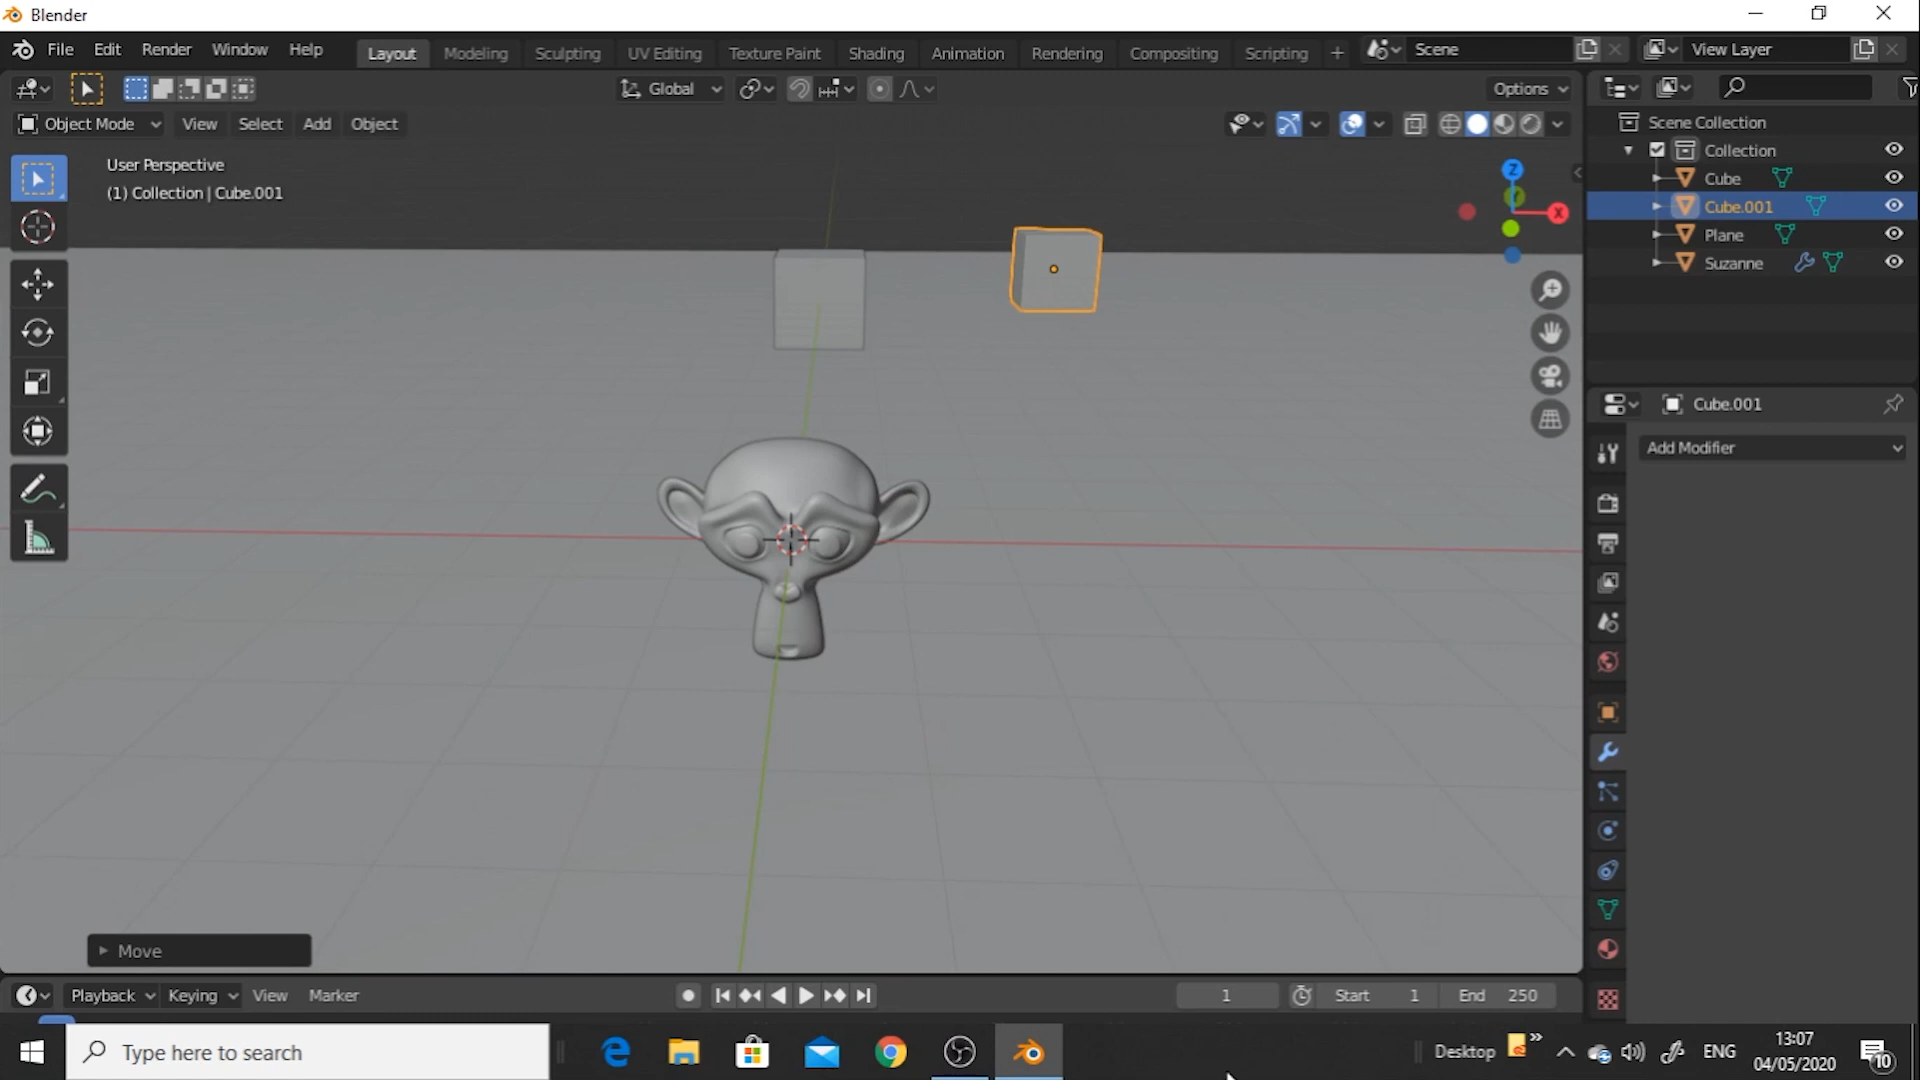 Blender
File Edit Render Window Help Layout Modeling Sculpting UV Editing Texture Paint Shading Animation Rendering Compositing Scripting + Scene View Layer
Global Options
Object Mode View Select Add Object
User Perspective
(1) Collection | Cube.001
Z
X
Scene Collection
Collection
Cube
Cube.001
Plane
Suzanne
Cube.001
Add Modifier
Move
Playback Keying View Marker 1 Start 1 End 250
Type here to search
Desktop
ENG
13:07
04/05/2020
10